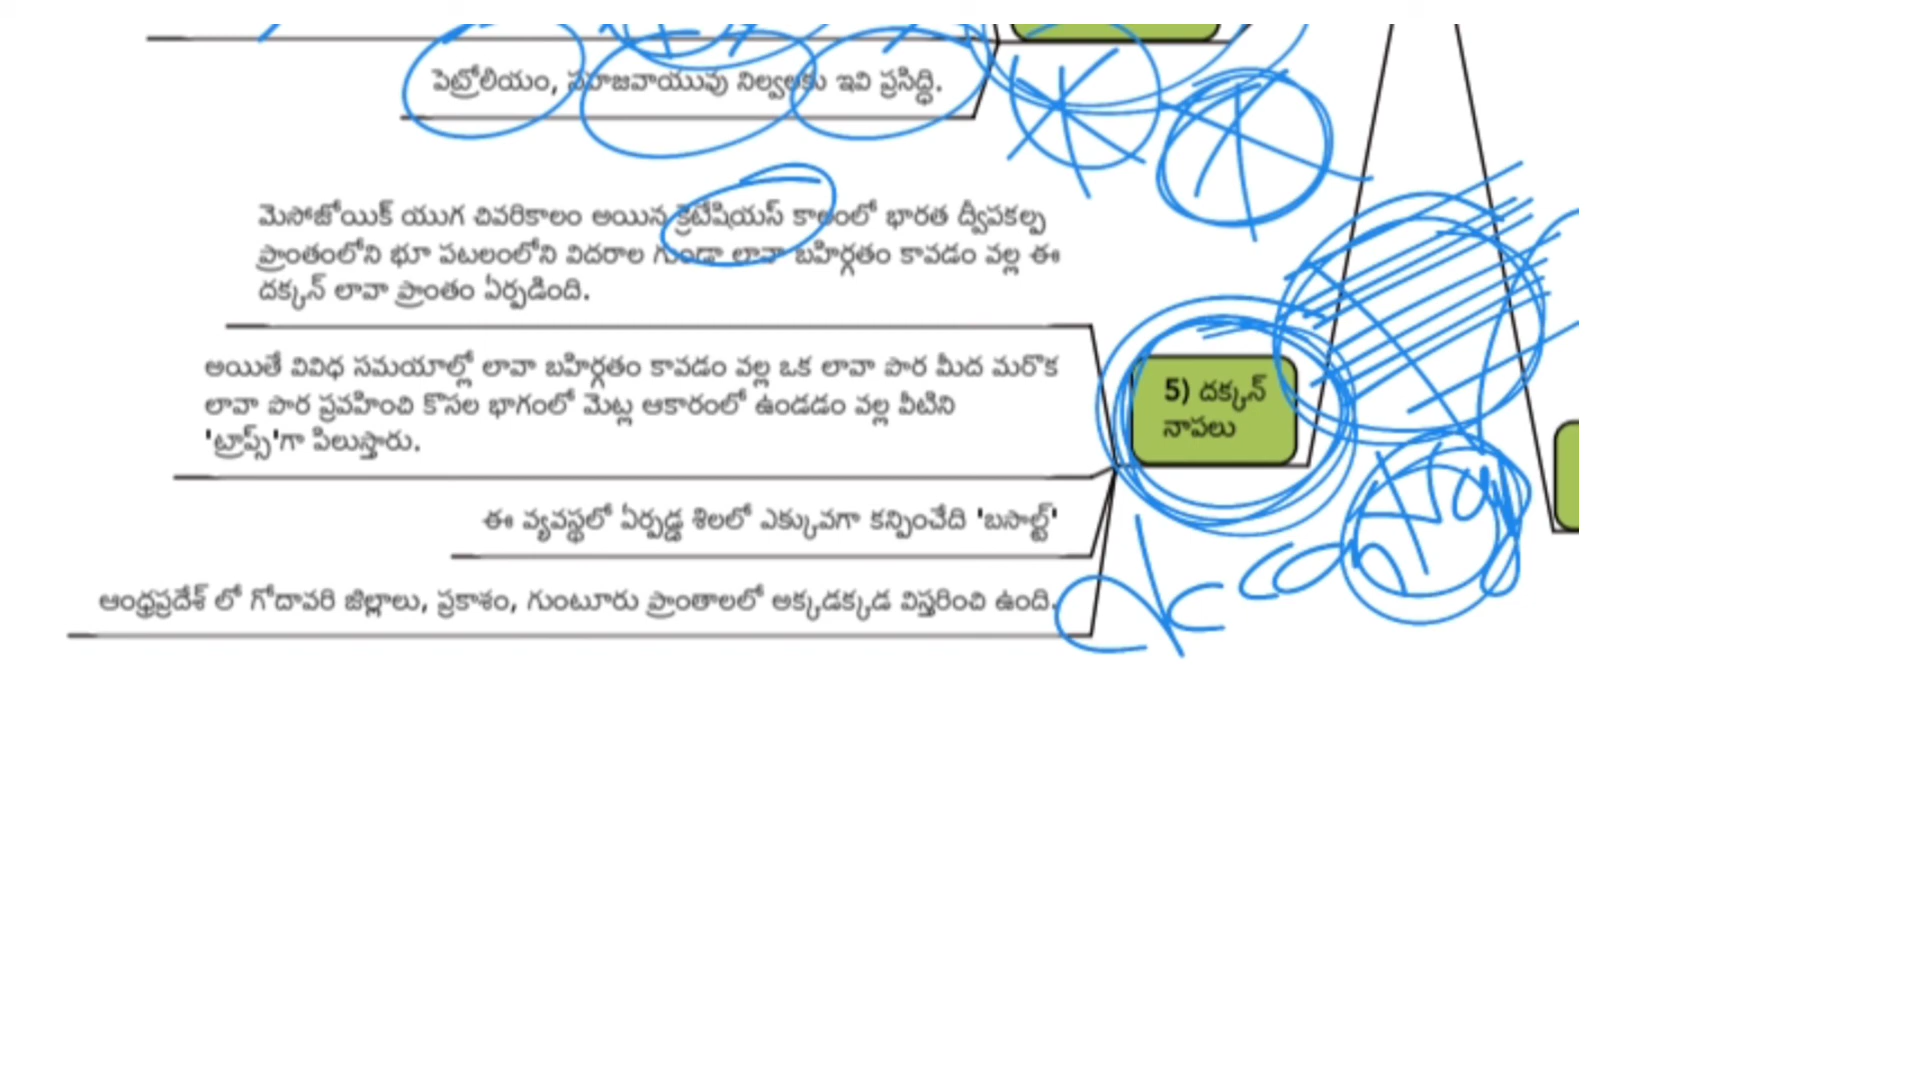 పెట్రోలియం, సహజవాయువు నిల్వలకు ఇవి ప్రసిద్ధి.
మెసోజోయిక్ యుగ చివరికాలం అయిన క్రెటేషియస్ కాలంలో భారత ద్వీపకల్ప
ప్రాంతంలోని భూ పటలంలోని విదరాల గుండా లావా బహిర్గతం కావడం వల్ల ఈ
దక్కన్ లావా ప్రాంతం ఏర్పడింది.
అయితే వివిధ సమయాల్లో లావా బహిర్గతం కావడం వల్ల ఒక లావా పొర మీద మరొక
లావా పొర ప్రవహించి కొసల భాగంలో మెట్ల ఆకారంలో ఉండడం వల్ల వీటిని
'ట్రాప్స్'గా పిలుస్తారు.
5) దక్కన్
నాపలు
ఈ వ్యవస్థలో ఏర్పడ్డ శిలలో ఎక్కువగా కన్పించేది 'బసాల్ట్'
ఆంధ్రప్రదేశ్ లో గోదావరి జిల్లాలు, ప్రకాశం, గుంటూరు ప్రాంతాలలో అక్కడక్కడ విస్తరించి ఉంది.